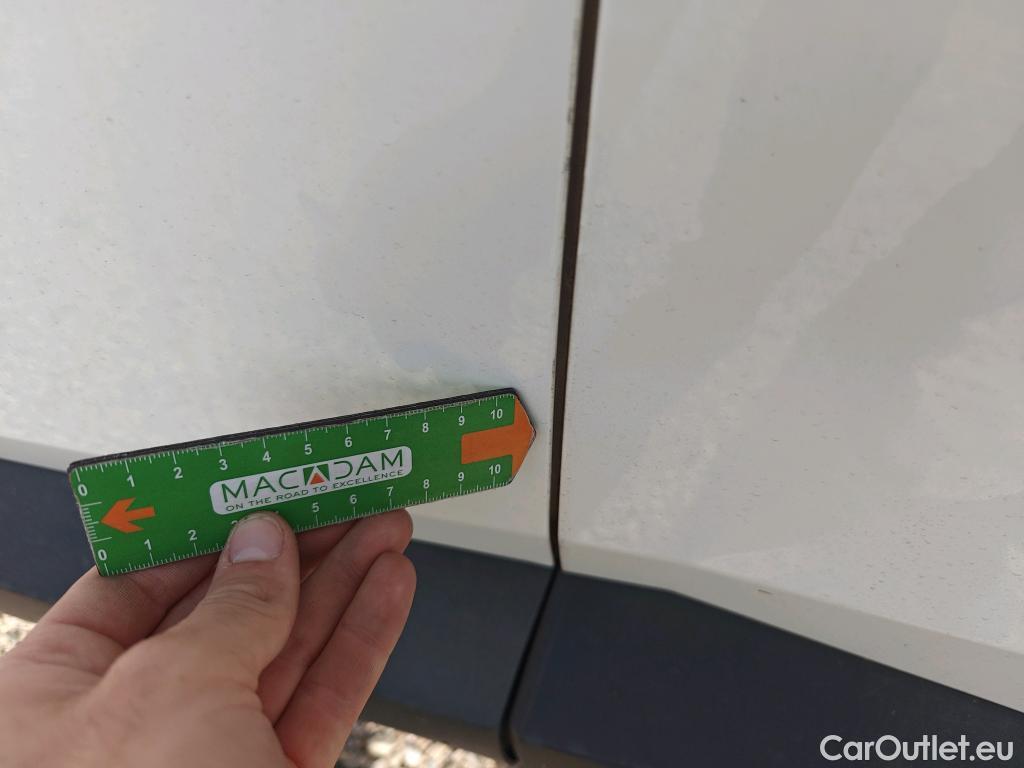 0 1 2 3 4 5 6 7 8 9 10
MACADAM
ON THE ROAD TO EXCELLENCE
0 1 2 3 5 6 7 8 9 10
CarOutlet.eu